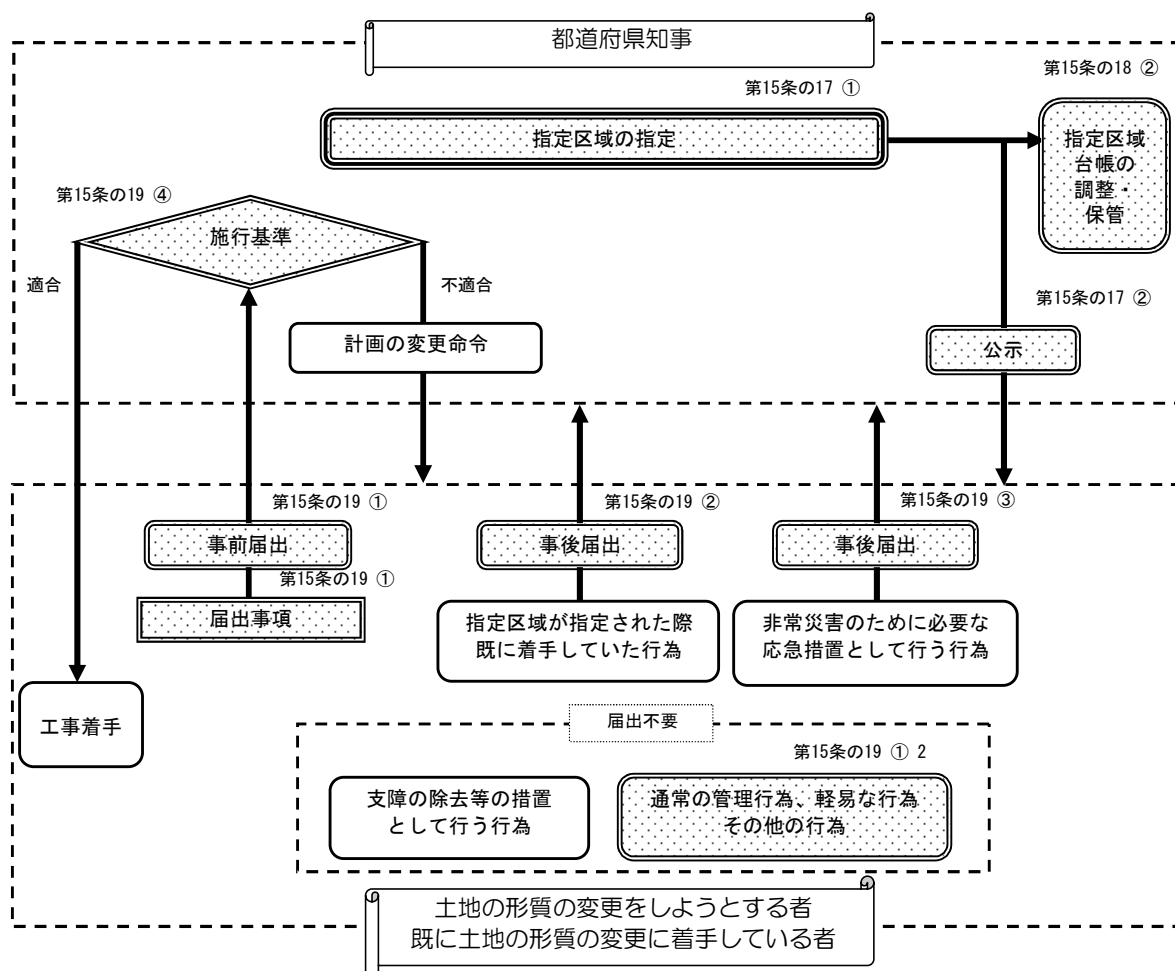 都道府県知事
第15条の17 ①
第15条の18 ②
指定区域の指定
指定区域
台帳の
調整・
保管
第15条の19 ④
施行基準
適合
不適合
第15条の17 ②
計画の変更命令
公示
第15条の19 ①
第15条の19 ②
第15条の19 ③
事前届出
事後届出
事後届出
第15条の19 ①
届出事項
指定区域が指定された際
既に着手していた行為
非常災害のために必要な
応急措置として行う行為
工事着手
届出不要
第15条の19 ① 2
支障の除去等の措置
として行う行為
通常の管理行為、軽易な行為
その他の行為
土地の形質の変更をしようとする者
既に土地の形質の変更に着手している者